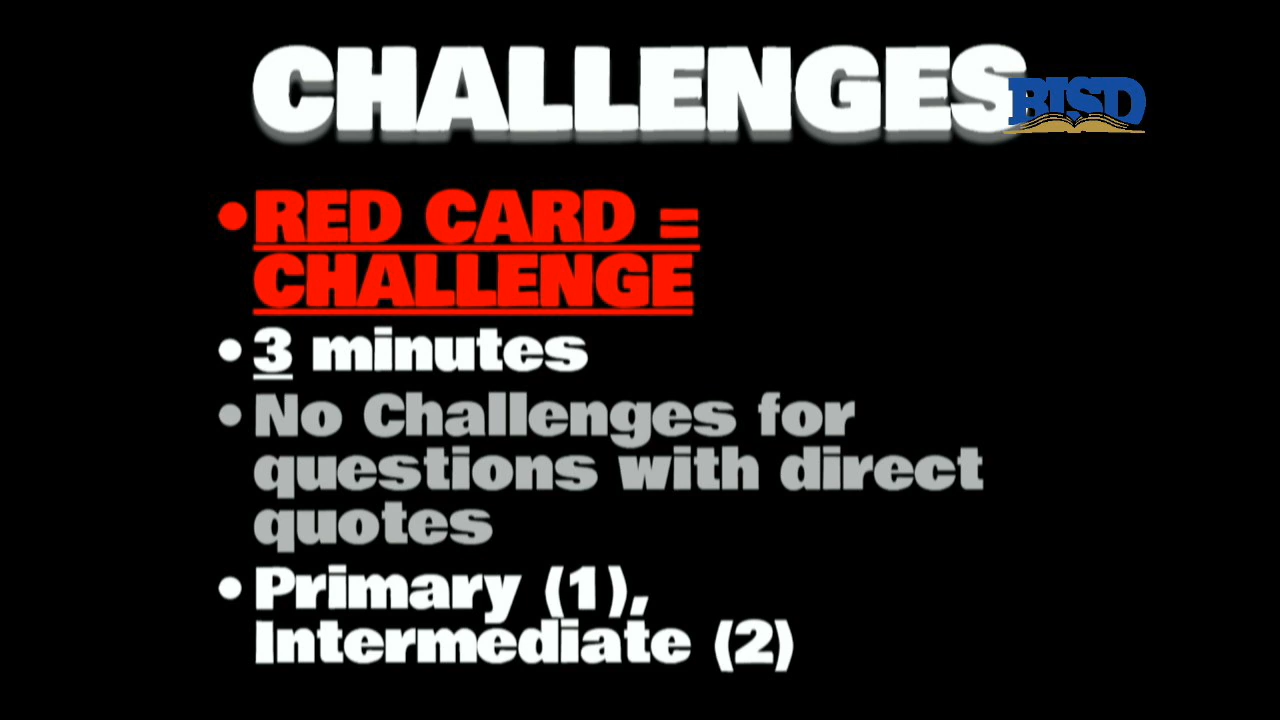 CHALLENGES
BISD
•RED CARD =
CHALLENGE
•3 minutes
•No Challenges for
questions with direct
quotes
•Primary (1),
Intermediate (2)